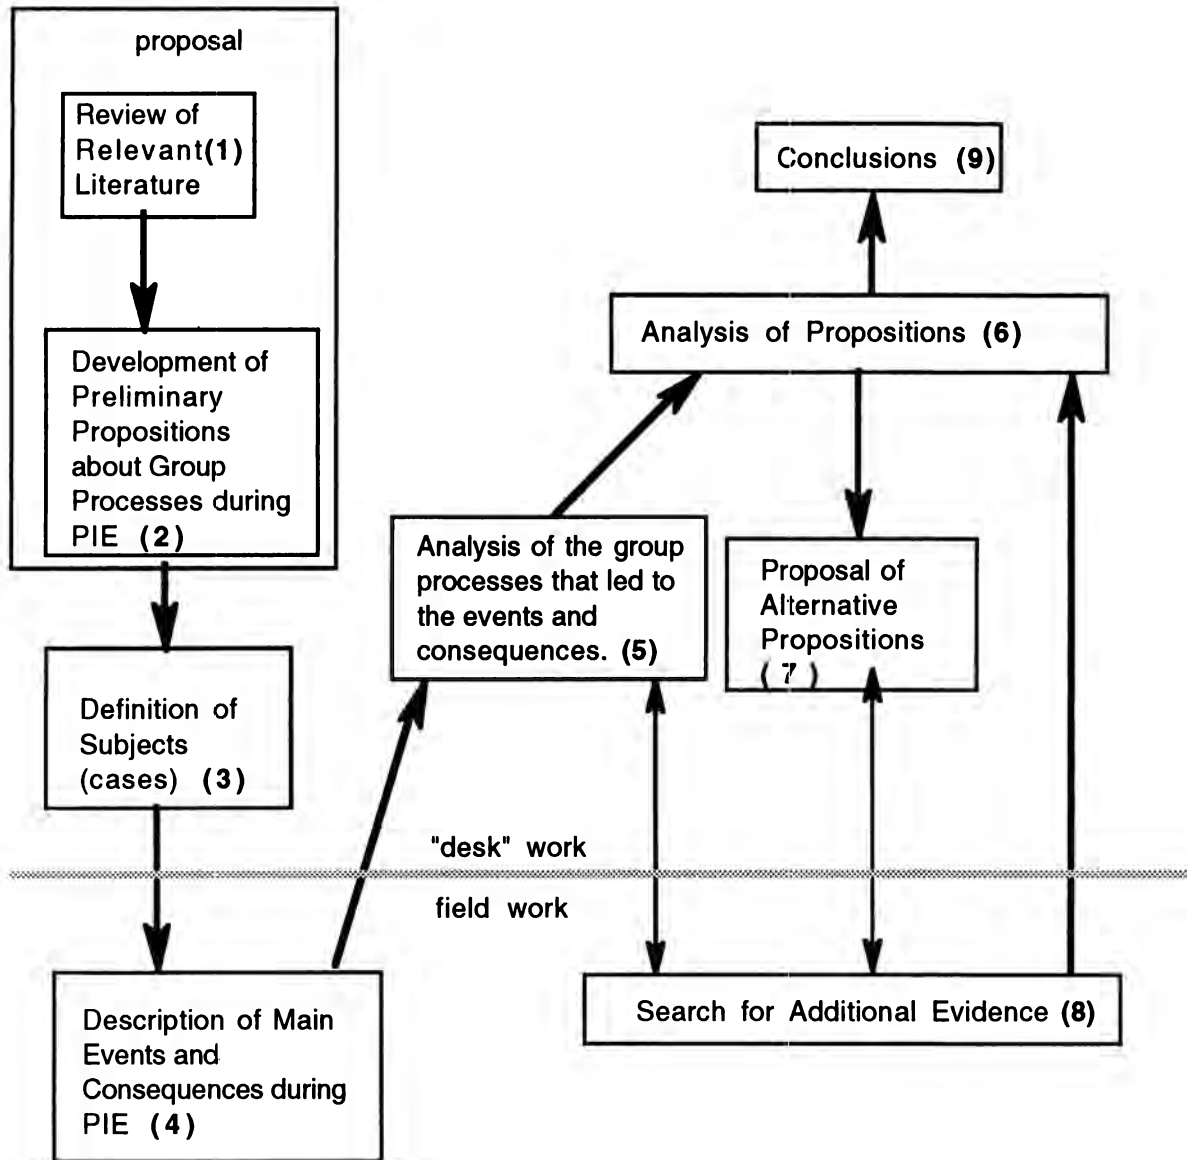 proposal
Review of
Relevant(1)
Literature
Development of
Preliminary
Propositions
about Group
Processes during
PIE (2)
Definition of
Subjects
(cases) (3)
Description of Main
Events and
Consequences during
PIE (4)
Analysis of the group
processes that led to
the events and
consequences. (5)
Analysis of Propositions (6)
Proposal of
Alternative
Propositions
( 7 )
Search for Additional Evidence (8)
Conclusions (9)
"desk" work
field work